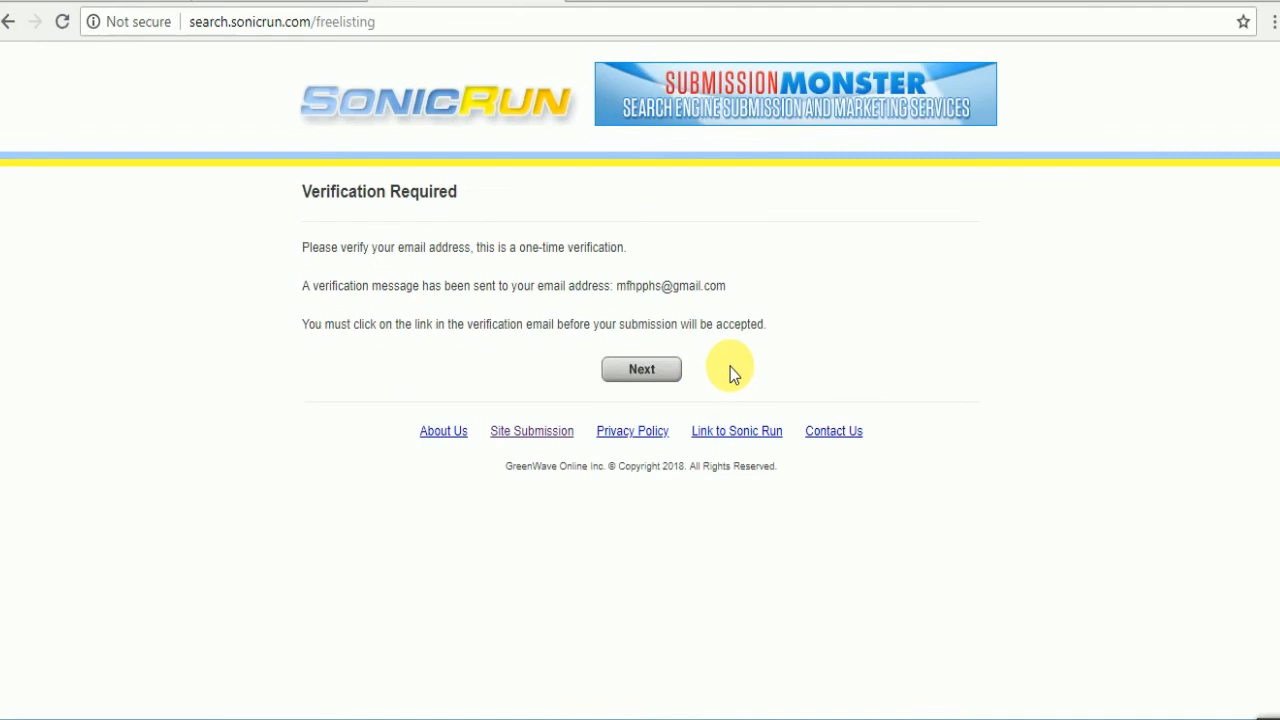 Not secure search.sonicrun.com/freelisting
SONICRUN
SUBMISSIONMONSTER
SEARCH ENGINE SUBMISSION AND MARKETING SERVICES
Verification Required
Please verify your email address, this is a one-time verification.
A verification message has been sent to your email address: mfhpphs@gmail.com
You must click on the link in the verification email before your submission will be accepted.
Next
About Us Site Submission Privacy Policy Link to Sonic Run Contact Us
GreenWave Online Inc. © Copyright 2018. All Rights Reserved.